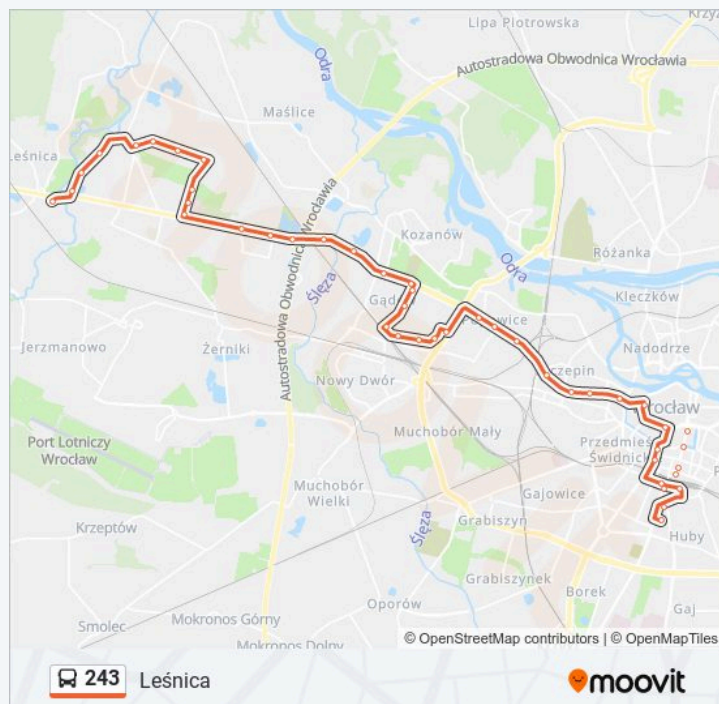 Lipa Piotrowska
Krzy
Odra
Autostradowa Obwodnica Wrocławia
Maślice
Leśnica
Autostradowa Obwodnica Wrocławia
Kozanów
Ślęza
Odra
Różanka
Gądów
Kleczków
Popowice
Jerzmanowo
Żerniki
Nadodrze
Szczepin
Nowy Dwór
Wrocław
Port Lotniczy
Wrocław
Muchobór Mały
Przedmieś
Świdnick
P
Muchobór
Wielki
Gajowice
Krzeptów
Ślęza
Grabiszyn
Huby
Grabiszynek
Borek
Gaj
Oporów
Smolec
Mokronos Górny
Mokronos Dolny
© OpenStreetMap contributors | © OpenMapTiles
243 Leśnica
moovit